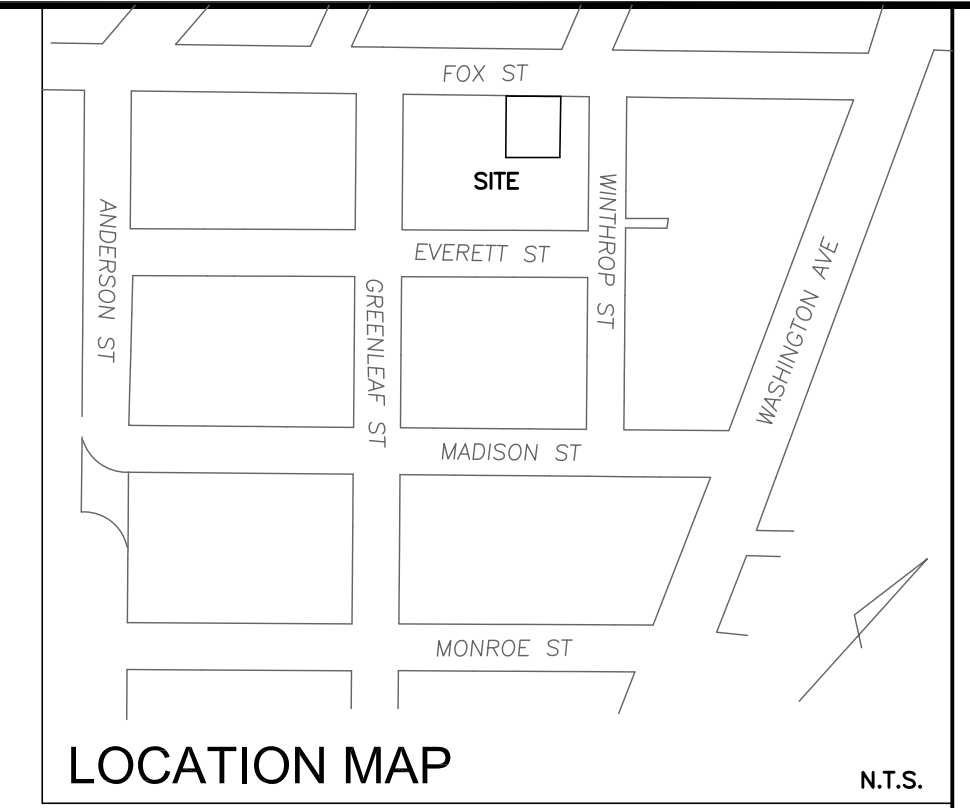 FOX ST
SITE
ANDERSON ST
WINTHROP ST
EVERETT ST
WASHINGTON AVE
GREENLEAF ST
MADISON ST
MONROE ST
LOCATION MAP
N.T.S.